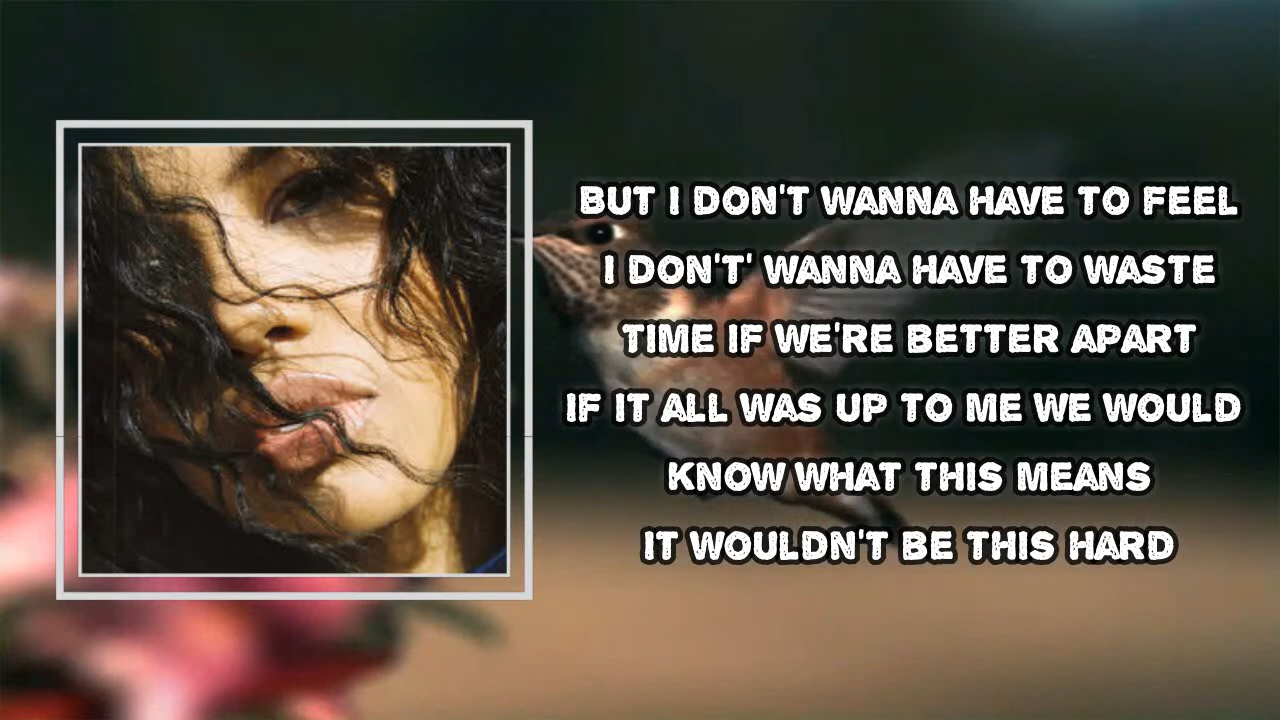 BUT I DON'T WANNA HAVE TO FEEL
I DON'T' WANNA HAVE TO WASTE
TIME IF WE'RE BETTER APART
IF IT ALL WAS UP TO ME WE WOULD
KNOW WHAT THIS MEANS
IT WOULDN'T BE THIS HARD